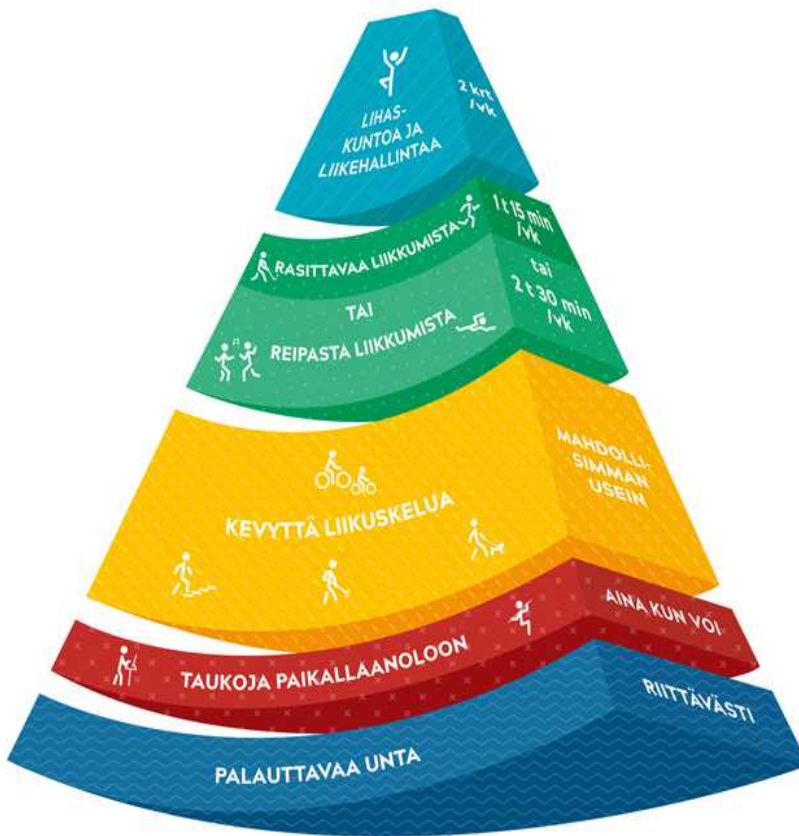 LIHAS-
KUNTOA JA
LIIKEHALLINTAA
2 krt
/vk
RASITTAVAA LIIKKUMISTA
1 t 15 min
/vk
TAI
REIPASTA LIIKKUMISTA
tai
2 t 30 min
/vk
KEVYTTÄ LIIKUSKELUA
MAHDOLLI-
SIMMAN
USEIN
TAUKOJA PAIKALLAANOLOON
AINA KUN VOI
PALAUTTAVAA UNTA
RIITTÄVÄSTI